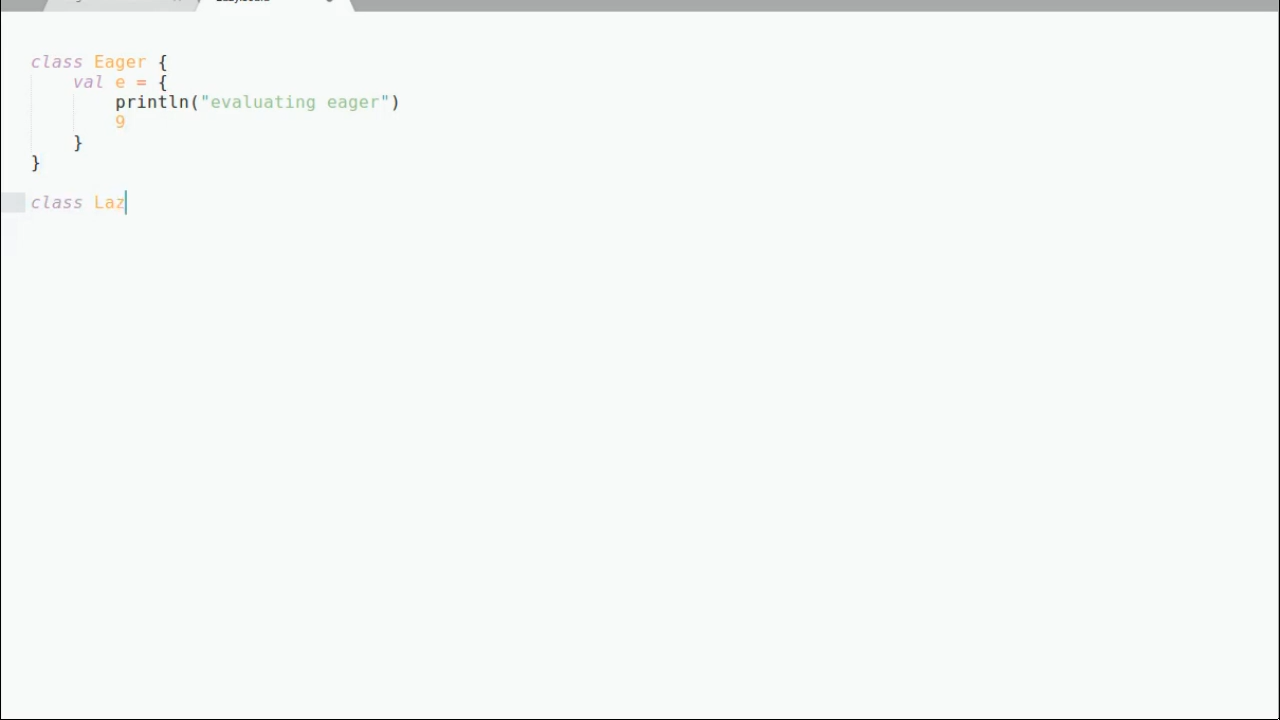 class Eager {
    val e = {
        println("evaluating eager")
        9
    }
}
class Laz